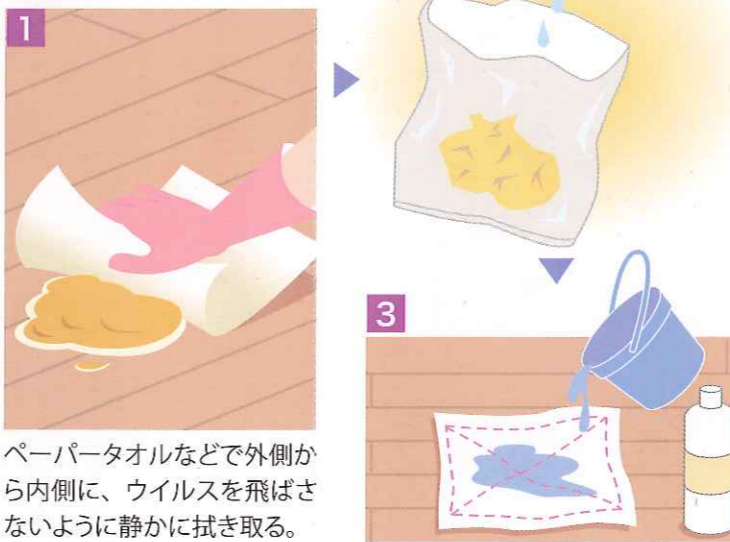 1
ペーパータオルなどで外側か
ら内側に、ウイルスを飛ばさ
ないように静かに拭き取る。
3